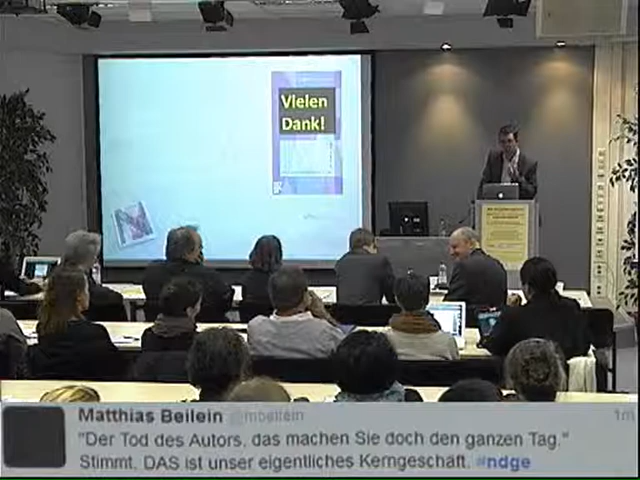 Vielen
Dank!
Matthias Beilein @mbeilein 1m
"Der Tod des Autors, das machen Sie doch den ganzen Tag."
Stimmt. DAS ist unser eigentliches Kerngeschäft. #ndge